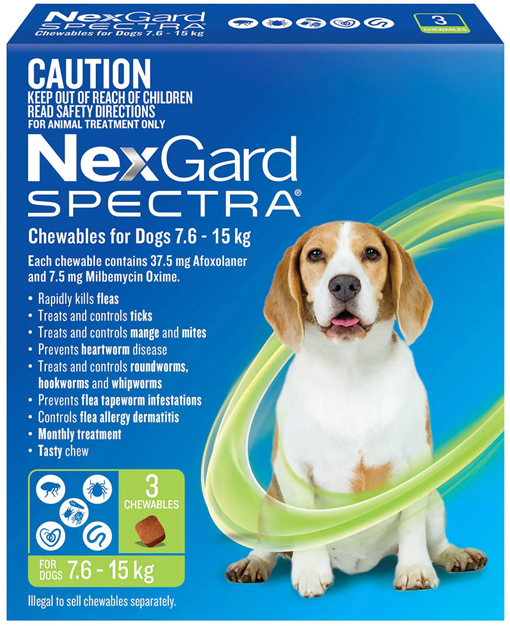 NexGard
SPECTRA
Chewables for Dogs 7.6 - 15 kg
3
CHEWABLES
CAUTION
KEEP OUT OF REACH OF CHILDREN
READ SAFETY DIRECTIONS
FOR ANIMAL TREATMENT ONLY
NexGard
SPECTRA®
Chewables for Dogs 7.6 - 15 kg
Each chewable contains 37.5 mg Afoxolaner
and 7.5 mg Milbemycin Oxime.
• Rapidly kills fleas
• Treats and controls ticks
• Treats and controls mange and mites
• Prevents heartworm disease
• Treats and controls roundworms,
hookworms and whipworms
• Prevents flea tapeworm infestations
• Controls flea allergy dermatitis
• Monthly treatment
• Tasty chew
3
CHEWABLES
FOR
DOGS 7.6 - 15 kg
Illegal to sell chewables separately.